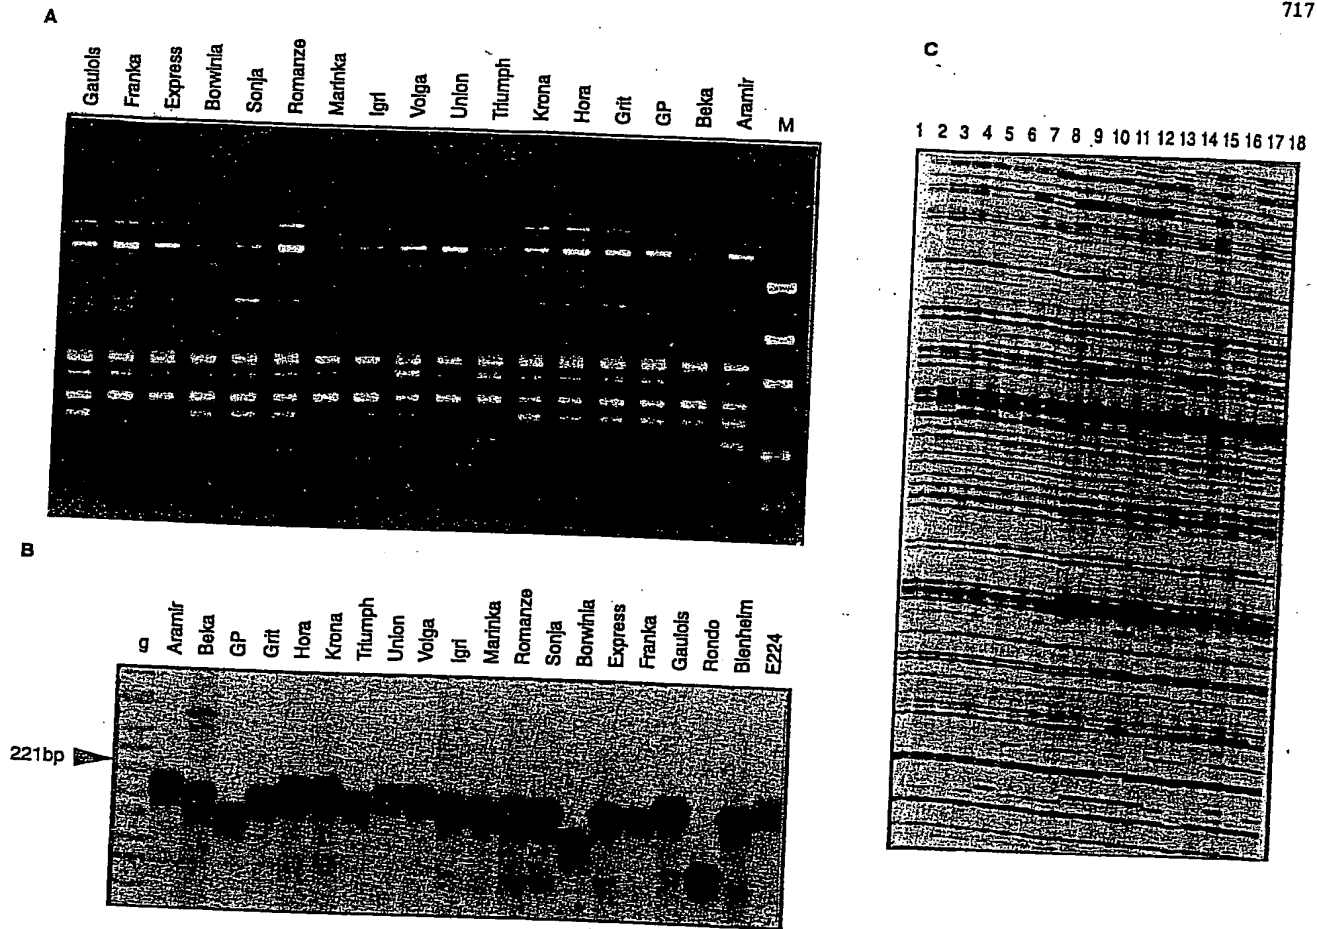 717
A
Gaulois
Franka
Express
Borwinia
Sonja
Romanze
Marinka
Igri
Volga
Union
Triumph
Krona
Hora
Grit
GP
Beka
Aramir
M
B
g
Aramir
Beka
GP
Grit
Hora
Krona
Triumph
Union
Volga
Igri
Marinka
Romanze
Sonja
Borwinia
Express
Franka
Gaulois
Rondo
Blenheim
E224
221bp
C
1 2 3 4 5 6 7 8 9 10 11 12 13 14 15 16 17 18